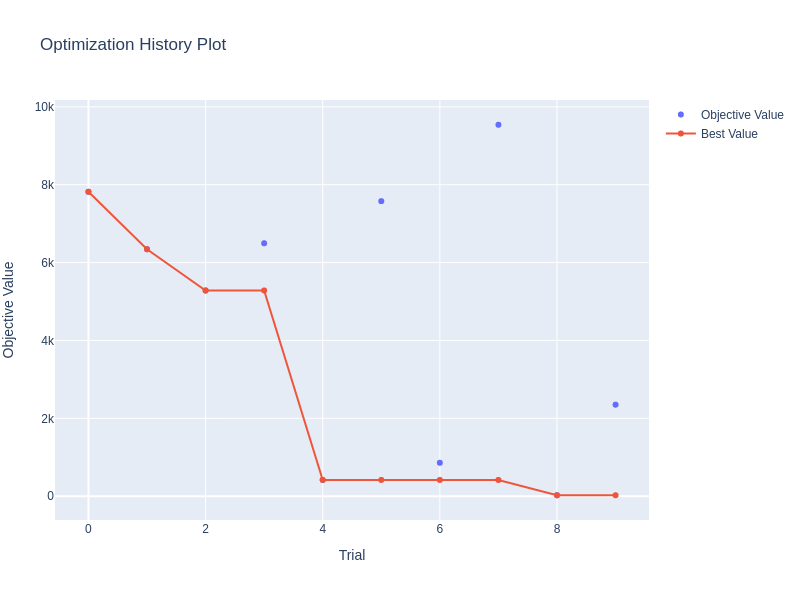 Optimization History Plot
10k
8k
6k
4k
2k
0
Objective Value
0 2 4 6 8
Trial
Objective Value
Best Value